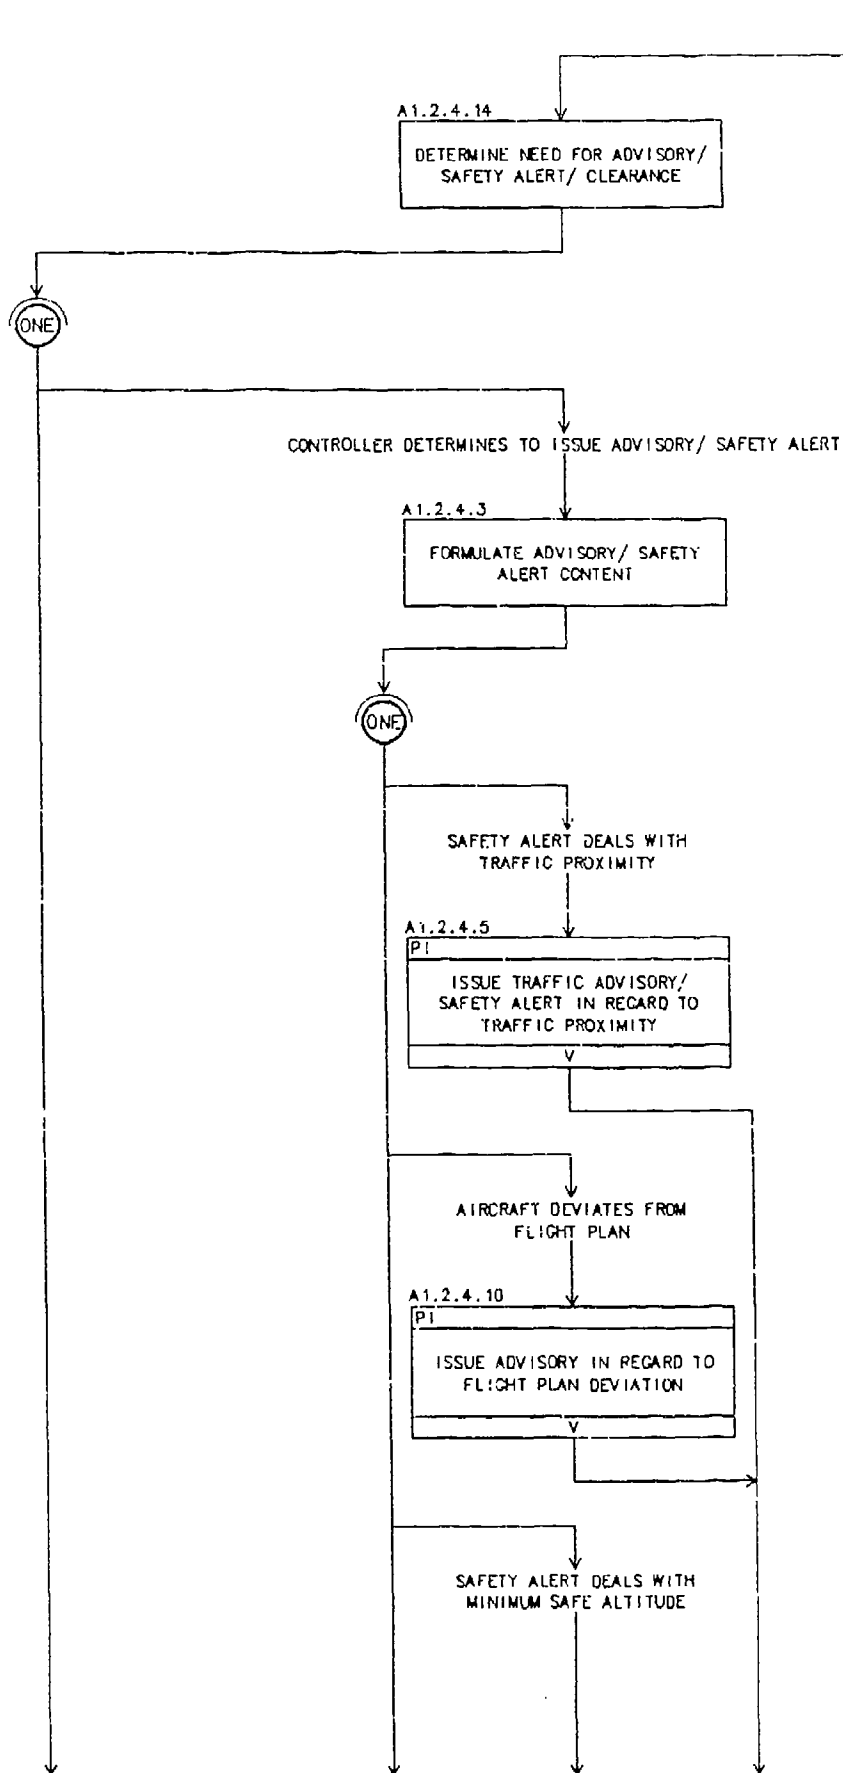 A1.2.4.14
DETERMINE NEED FOR ADVISORY/
SAFETY ALERT/ CLEARANCE
ONE
CONTROLLER DETERMINES TO ISSUE ADVISORY/ SAFETY ALERT
A1.2.4.3
FORMULATE ADVISORY/ SAFETY
ALERT CONTENT
ONE
SAFETY ALERT DEALS WITH
TRAFFIC PROXIMITY
A1.2.4.5
PI
ISSUE TRAFFIC ADVISORY/
SAFETY ALERT IN REGARD TO
TRAFFIC PROXIMITY
V
AIRCRAFT DEVIATES FROM
FLIGHT PLAN
A1.2.4.10
PI
ISSUE ADVISORY IN REGARD TO
FLIGHT PLAN DEVIATION
V
SAFETY ALERT DEALS WITH
MINIMUM SAFE ALTITUDE